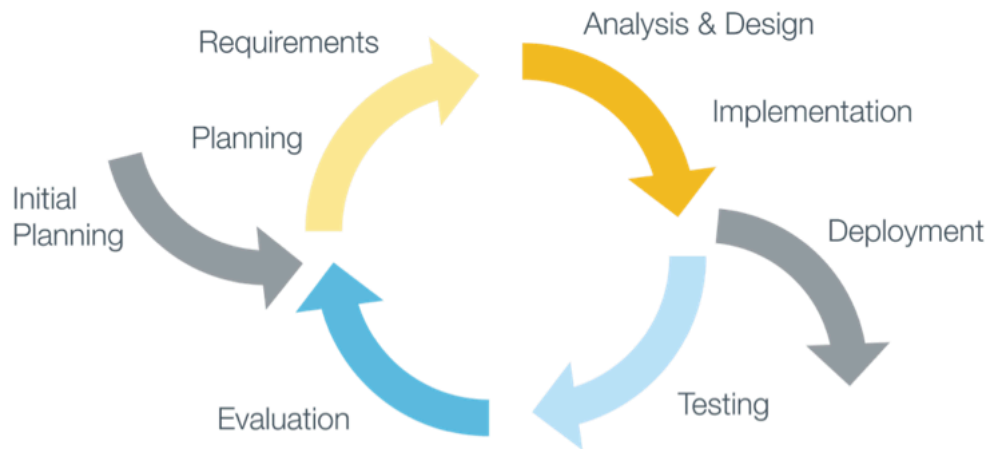 Requirements
Analysis & Design
Planning
Implementation
Initial
Planning
Deployment
Evaluation
Testing